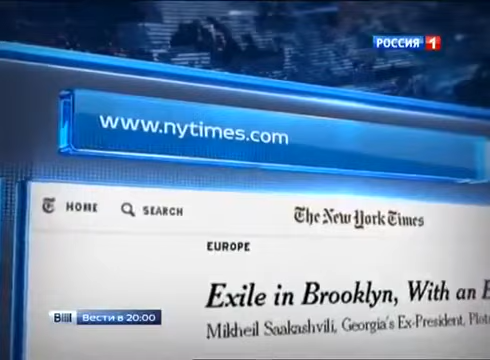 РОССИЯ 1
www.nytimes.com
HOME
SEARCH
The New York Times
EUROPE
Exile in Brooklyn, With an
Mikheil Saakashvili, Georgia's Ex-President,
Вести в 20:00